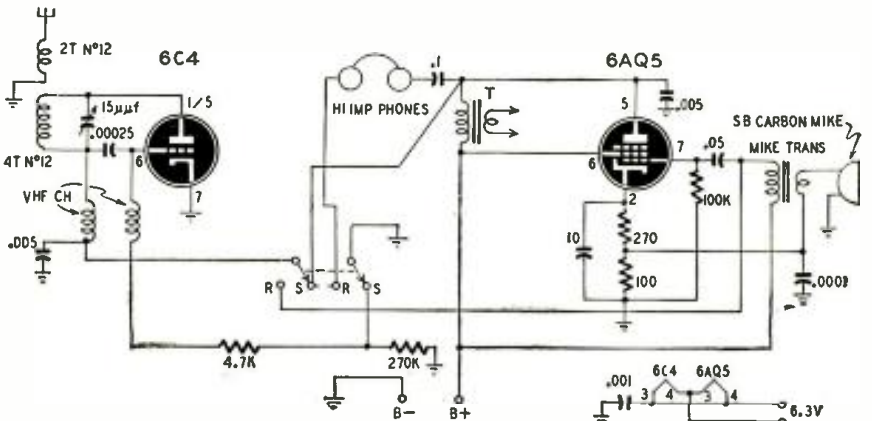 2T Nº12
6C4
15µµf
.00025
1/5
6
7
4T Nº12
VHF CH
.005
HI IMP PHONES
.1
T
6AQ5
5
.005
6
7
.05
SB CARBON MIKE
MIKE TRANS
2
100K
10
270
100
R
S
R
S
4.7K
270K
B-
B+
.001
6C4
6AQ5
3
4
3
4
6.3V